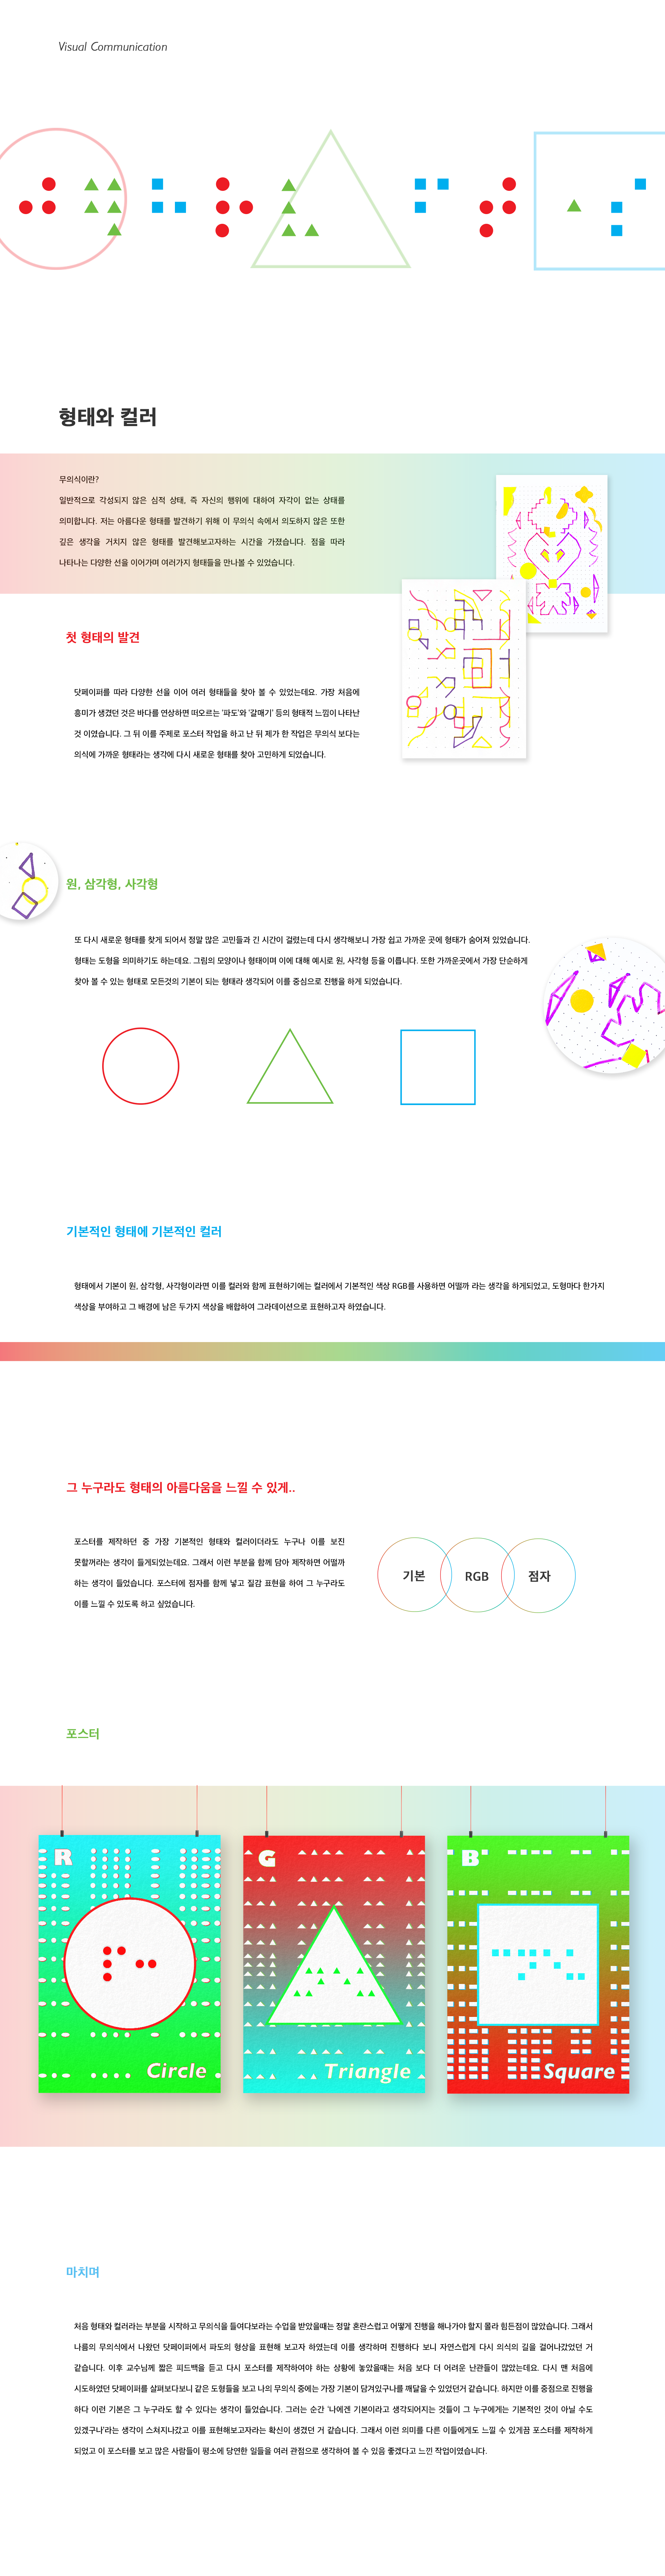 Visual Communication
형태와 컬러
무의식이란?
일반적으로 각성되지 않은 심적 상태, 즉 자신의 행위에 대하여 자각이 없는 상태를
의미합니다. 저는 아름다운 형태를 발견하기 위해 이 무의식 속에서 의도하지 않은 또한
깊은 생각을 거치지 않은 형태를 발견해보고자하는 시간을 가졌습니다. 점을 따라
나타나는 다양한 선을 이어가며 여러가지 형태들을 만나볼 수 있었습니다.
첫 형태의 발견
닷페이퍼를 따라 다양한 선을 이어 여러 형태들을 찾아 볼 수 있었는데요. 가장 처음에
흥미가 생겼던 것은 바다를 연상하면 떠오르는 '파도'와 '갈매기' 등의 형태적 느낌이 나타난
것 이였습니다. 그 뒤 이를 주제로 포스터 작업을 하고 난 뒤 제가 한 작업은 무의식 보다는
의식에 가까운 형태라는 생각에 다시 새로운 형태를 찾아 고민하게 되었습니다.
원, 삼각형, 사각형
또 다시 새로운 형태를 찾게 되어서 정말 많은 고민들과 긴 시간이 걸렸는데 다시 생각해보니 가장 쉽고 가까운 곳에 형태가 숨어져 있었습니다.
형태는 도형을 의미하기도 하는데요. 그림의 모양이나 형태이며 이에 대해 예시로 원, 사각형 등을 이룹니다. 또한 가까운곳에서 가장 단순하게
찾아 볼 수 있는 형태로 모든것의 기본이 되는 형태라 생각되어 이를 중심으로 진행을 하게 되었습니다.
기본적인 형태에 기본적인 컬러
형태에서 기본이 원, 삼각형, 사각형이라면 이를 컬러와 함께 표현하기에는 컬러에서 기본적인 색상 RGB를 사용하면 어떨까 라는 생각을 하게되었고, 도형마다 한가지
색상을 부여하고 그 배경에 남은 두가지 색상을 배합하여 그라데이션으로 표현하고자 하였습니다.
그 누구라도 형태의 아름다움을 느낄 수 있게..
포스터를 제작하던 중 가장 기본적인 형태와 컬러이더라도 누구나 이를 보진
못할꺼라는 생각이 들게되었는데요. 그래서 이런 부분을 함께 담아 제작하면 어떨까
하는 생각이 들었습니다. 포스터에 점자를 함께 넣고 질감 표현을 하여 그 누구라도
이를 느낄 수 있도록 하고 싶었습니다.
기본 RGB 점자
포스터
R G B
Circle Triangle Square
마치며
처음 형태와 컬러라는 부분을 시작하고 무의식을 들여다보라는 수업을 받았을때는 정말 혼란스럽고 어떻게 진행을 해나가야 할지 몰라 힘든점이 많았습니다. 그래서
나름의 무의식에서 나왔던 닷페이퍼에서 파도의 형상을 표현해 보고자 하였는데 이를 생각하며 진행하다 보니 자연스럽게 다시 의식의 길을 걸어나갔었던 거
같습니다. 이후 교수님께 짧은 피드백을 듣고 다시 포스터를 제작하여야 하는 상황에 놓았을때는 처음 보다 더 어려운 난관들이 많았는데요. 다시 맨 처음에
시도하였던 닷페이퍼를 살펴보다보니 같은 도형들을 보고 나의 무의식 중에는 가장 기본이 담겨있구나를 깨달을 수 있었던거 같습니다. 하지만 이를 중점으로 진행을
하다 이런 기본은 그 누구라도 할 수 있다는 생각이 들었습니다. 그러는 순간 '나에겐 기본이라고 생각되어지는 것들이 그 누구에게는 기본적인 것이 아닐 수도
있겠구나'라는 생각이 스쳐지나갔고 이를 표현해보고자라는 확신이 생겼던 거 같습니다. 그래서 이런 의미를 다른 이들에게도 느낄 수 있게끔 포스터를 제작하게
되었고 이 포스터를 보고 많은 사람들이 평소에 당연한 일들을 여러 관점으로 생각하여 볼 수 있음 좋겠다고 느낀 작업이였습니다.